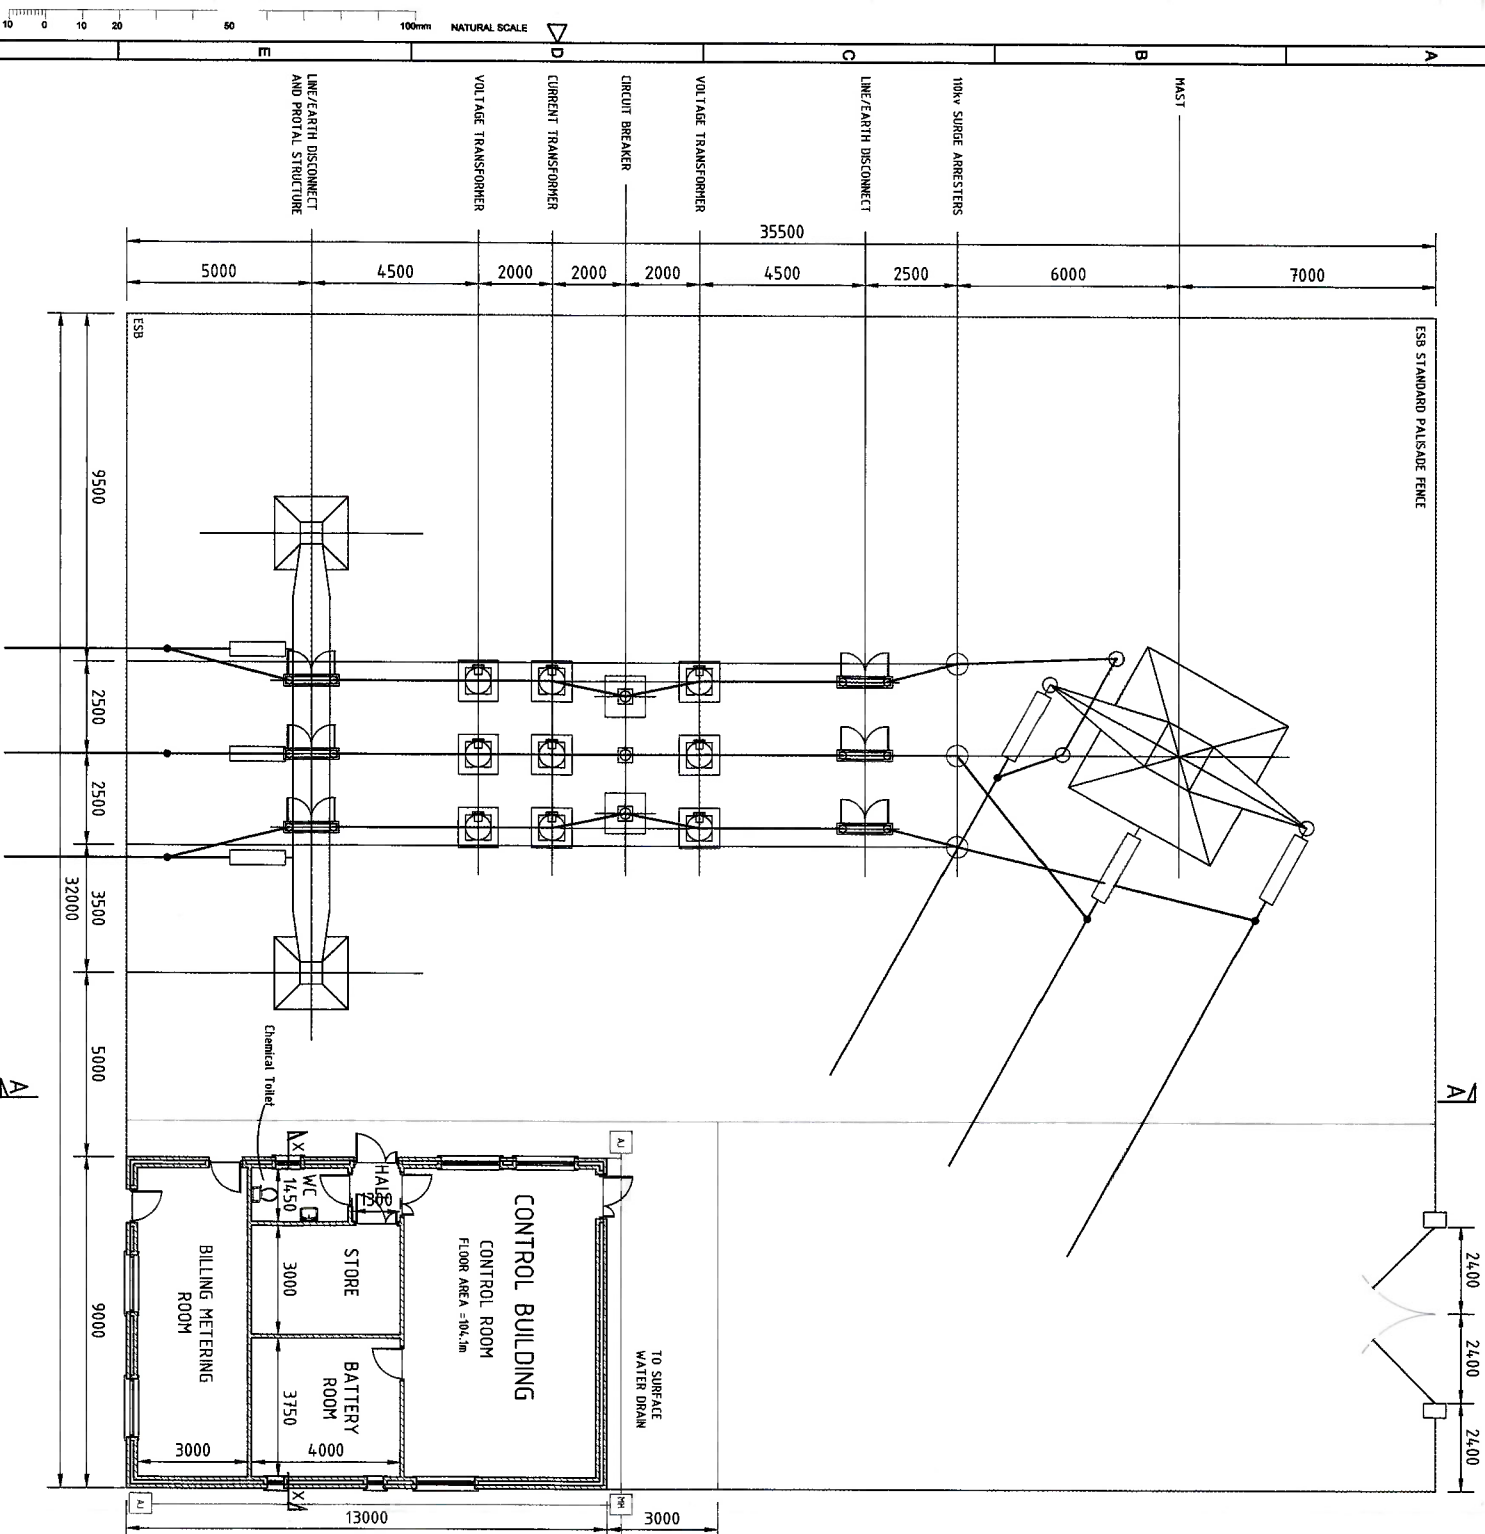 10 0 10 20 50 100mm NATURAL SCALE
E
D
C
B
A
LINE/EARTH DISCONNECT
AND PROTAL STRUCTURE
VOLTAGE TRANSFORMER
CURRENT TRANSFORMER
CIRCUIT BREAKER
VOLTAGE TRANSFORMER
LINE/EARTH DISCONNECT
110kv SURGE ARRESTERS
MAST
35500
5000
4500
2000
2000
2000
4500
2500
6000
7000
ESB
ESB STANDARD PALISADE FENCE
9500
2500
2500
3500
32000
5000
9000
A
A
Chemical Toilet
X
AJ
HALL
1300
WC
1450
STORE
3000
BATTERY
ROOM
3750
4000
3000
BILLING METERING
ROOM
CONTROL BUILDING
CONTROL ROOM
FLOOR AREA =104.1m
TO SURFACE
WATER DRAIN
2400
2400
2400
X
AJ
MH
13000
3000